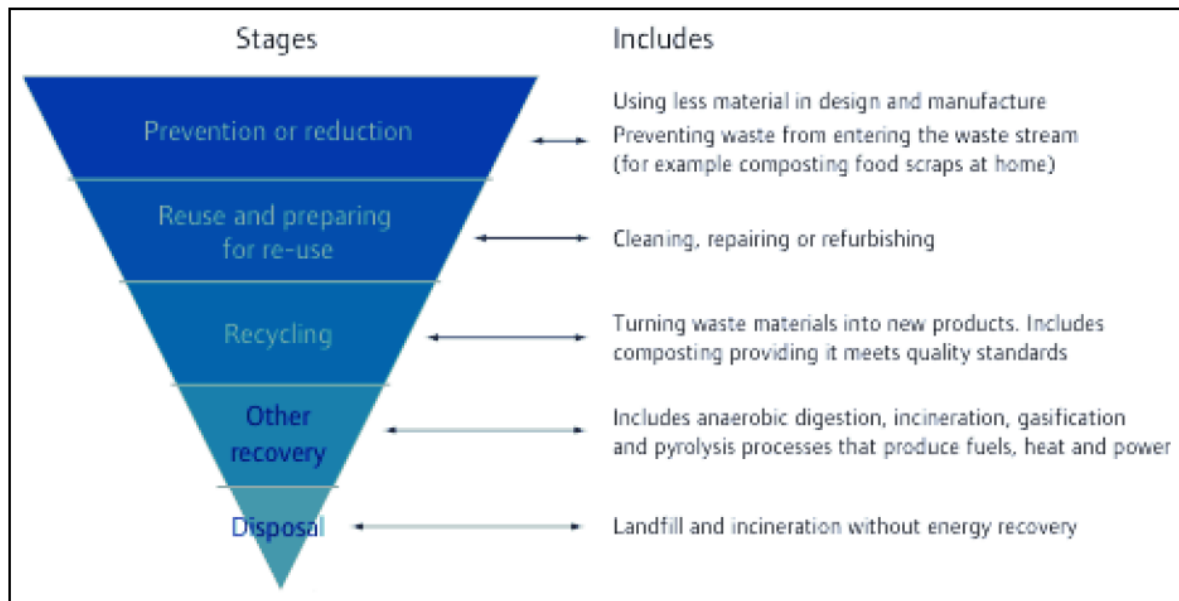 Stages
Includes
Prevention or reduction
Using less material in design and manufacture
Preventing waste from entering the waste stream
(for example composting food scraps at home)
Reuse and preparing
for re-use
Cleaning, repairing or refurbishing
Recycling
Turning waste materials into new products. Includes
composting providing it meets quality standards
Other
recovery
Includes anaerobic digestion, incineration, gasification
and pyrolysis processes that produce fuels, heat and power
Disposal
Landfill and incineration without energy recovery